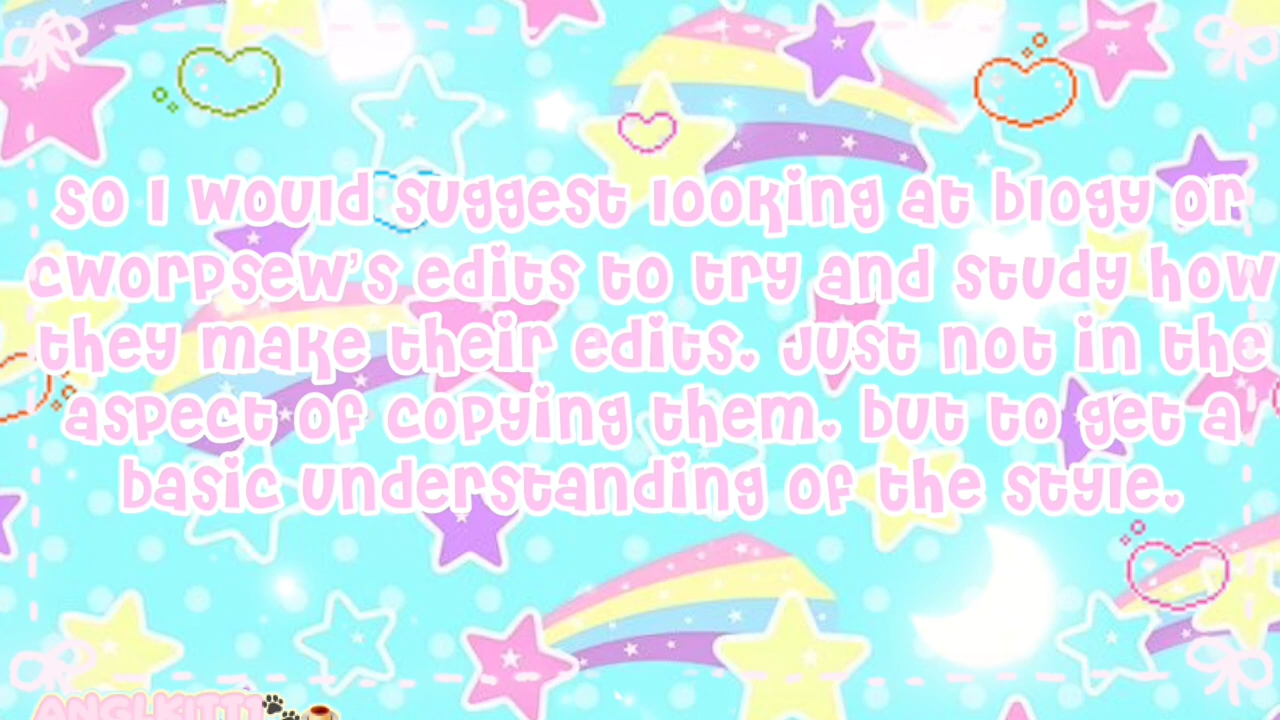 so I would suggest looking at blogy or
cworpsew's edits to try and study how
they make their edits. Just not in the
aspect of copying them. but to get a
basic understanding of the style.
ANGLKITTI